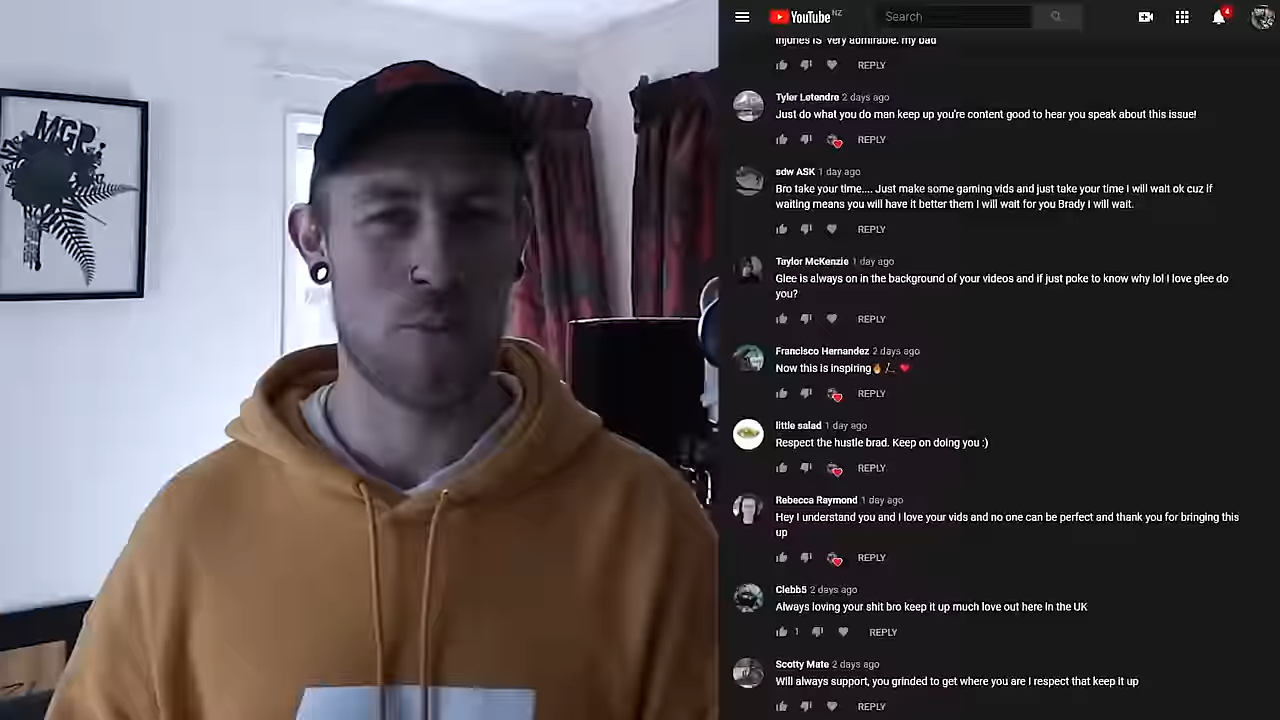 MGP
YouTube NZ
Search
4
injuries IS very admirable. my bad
REPLY
Tyler Letendre 2 days ago
Just do what you do man keep up you're content good to hear you speak about this issue!
REPLY
sdw ASK 1 day ago
Bro take your time.... Just make some gaming vids and just take your time I will wait ok cuz if
waiting means you will have it better them I will wait for you Brady I will wait.
REPLY
Taylor McKenzie 1 day ago
Glee is always on in the background of your videos and if just poke to know why lol I love glee do
you?
REPLY
Francisco Hernandez 2 days ago
Now this is inspiring
REPLY
little salad 1 day ago
Respect the hustle brad. Keep on doing you :)
REPLY
Rebecca Raymond 1 day ago
Hey I understand you and I love your vids and no one can be perfect and thank you for bringing this
up
REPLY
Clebb5 2 days ago
Always loving your shit bro keep it up much love out here in the UK
1 REPLY
Scotty Mate 2 days ago
Will always support, you grinded to get where you are I respect that keep it up
REPLY